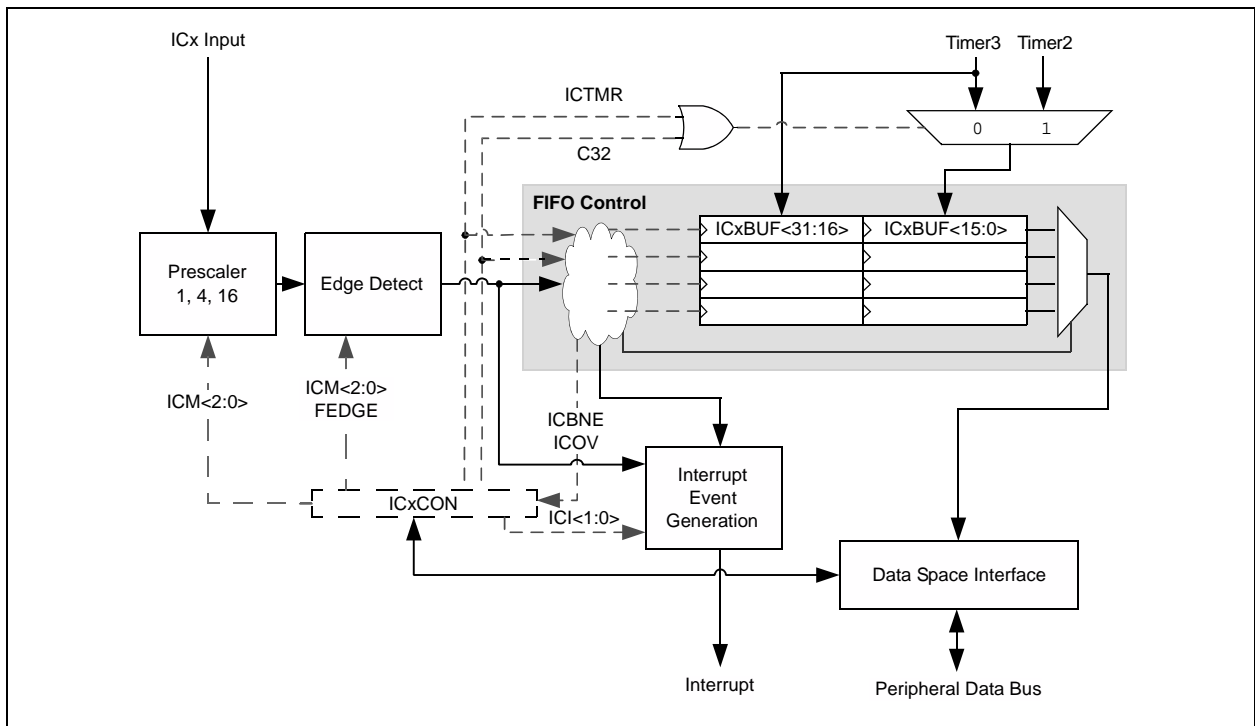 ICx Input
Timer3
Timer2
ICTMR
C32
0
1
FIFO Control
ICxBUF<31:16>
ICxBUF<15:0>
Prescaler
1, 4, 16
Edge Detect
ICM<2:0>
ICM<2:0>
FEDGE
ICBNE
ICOV
Interrupt
Event
Generation
ICxCON
ICI<1:0>
Data Space Interface
Interrupt
Peripheral Data Bus